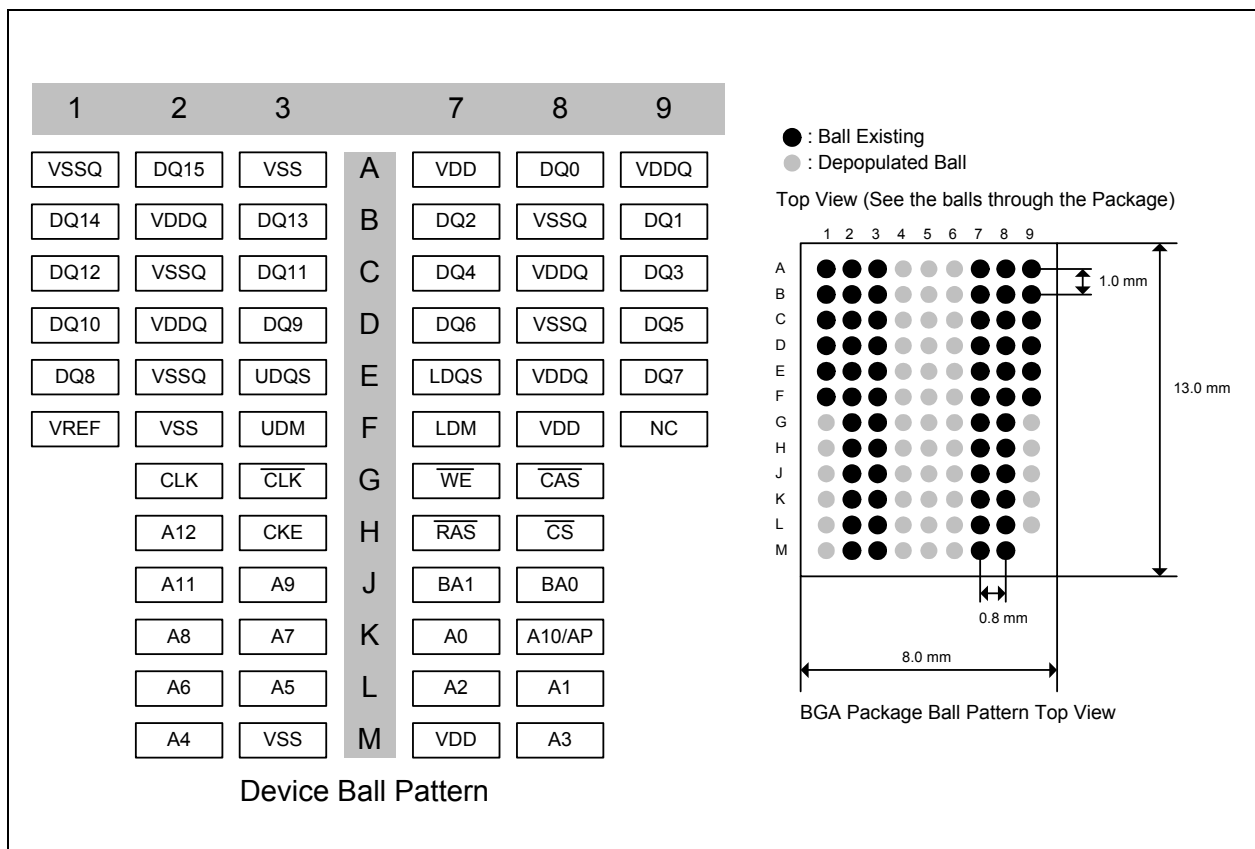 1 2 3 7 8 9
VSSQ DQ15 VSS A VDD DQ0 VDDQ
DQ14 VDDQ DQ13 B DQ2 VSSQ DQ1
DQ12 VSSQ DQ11 C DQ4 VDDQ DQ3
DQ10 VDDQ DQ9 D DQ6 VSSQ DQ5
DQ8 VSSQ UDQS E LDQS VDDQ DQ7
VREF VSS UDM F LDM VDD NC
CLK C̅L̅K̅ G W̅E̅ C̅A̅S̅
A12 CKE H R̅A̅S̅ C̅S̅
A11 A9 J BA1 BA0
A8 A7 K A0 A10/AP
A6 A5 L A2 A1
A4 VSS M VDD A3
Device Ball Pattern
: Ball Existing
: Depopulated Ball
Top View (See the balls through the Package)
1 2 3 4 5 6 7 8 9
A
B
C
D
E
F
G
H
J
K
L
M
1.0 mm
13.0 mm
0.8 mm
8.0 mm
BGA Package Ball Pattern Top View